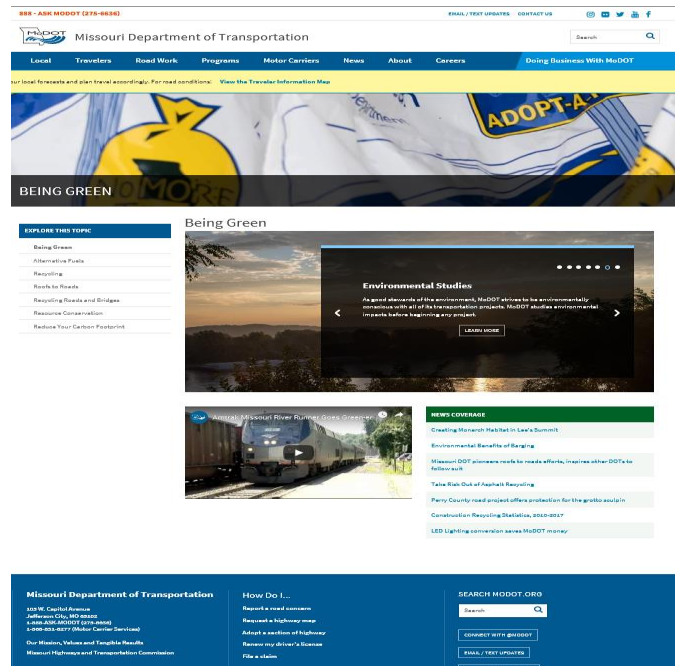 888 - ASK MODOT (275-6636)
EMAIL / TEXT UPDATES CONTACT US
MoDOT
Missouri Department of Transportation
Search
Local Travelers Road Work Programs Motor Carriers News About Careers Doing Business With MoDOT
our local forecasts and plan travel accordingly. For road conditions: View the Traveler Information Map
NO MORE
ADOPT-A
BEING GREEN
EXPLORE THIS TOPIC
Being Green
Alternative Fuels
Recycling
Roofs to Roads
Recycling Roads and Bridges
Resource Conservation
Reduce Your Carbon Footprint
Being Green
Environmental Studies
As good stewards of the environment, MoDOT strives to be environmentally
conscious with all of its transportation projects. MoDOT studies environmental
impacts before beginning any project.
LEARN MORE
Amtrak Missouri River Runner Goes Green-er
NEWS COVERAGE
Creating Monarch Habitat in Lee's Summit
Environmental Benefits of Barging
Missouri DOT pioneers roofs to roads efforts, inspires other DOTs to
follow suit
Take Risk Out of Asphalt Recycling
Perry County road project offers protection for the grotto sculpin
Construction Recycling Statistics, 2010-2017
LED Lighting conversion saves MoDOT money
Missouri Department of Transportation
105 W. Capitol Avenue
Jefferson City, MO 65102
1-888-ASK-MODOT (275-6636)
1-866-831-6277 (Motor Carrier Services)
Our Mission, Values and Tangible Results
Missouri Highways and Transportation Commission
How Do I...
Report a road concern
Request a highway map
Adopt a section of highway
Renew my driver's license
File a claim
SEARCH MODOT.ORG
Search
CONNECT WITH @MODOT
EMAIL / TEXT UPDATES